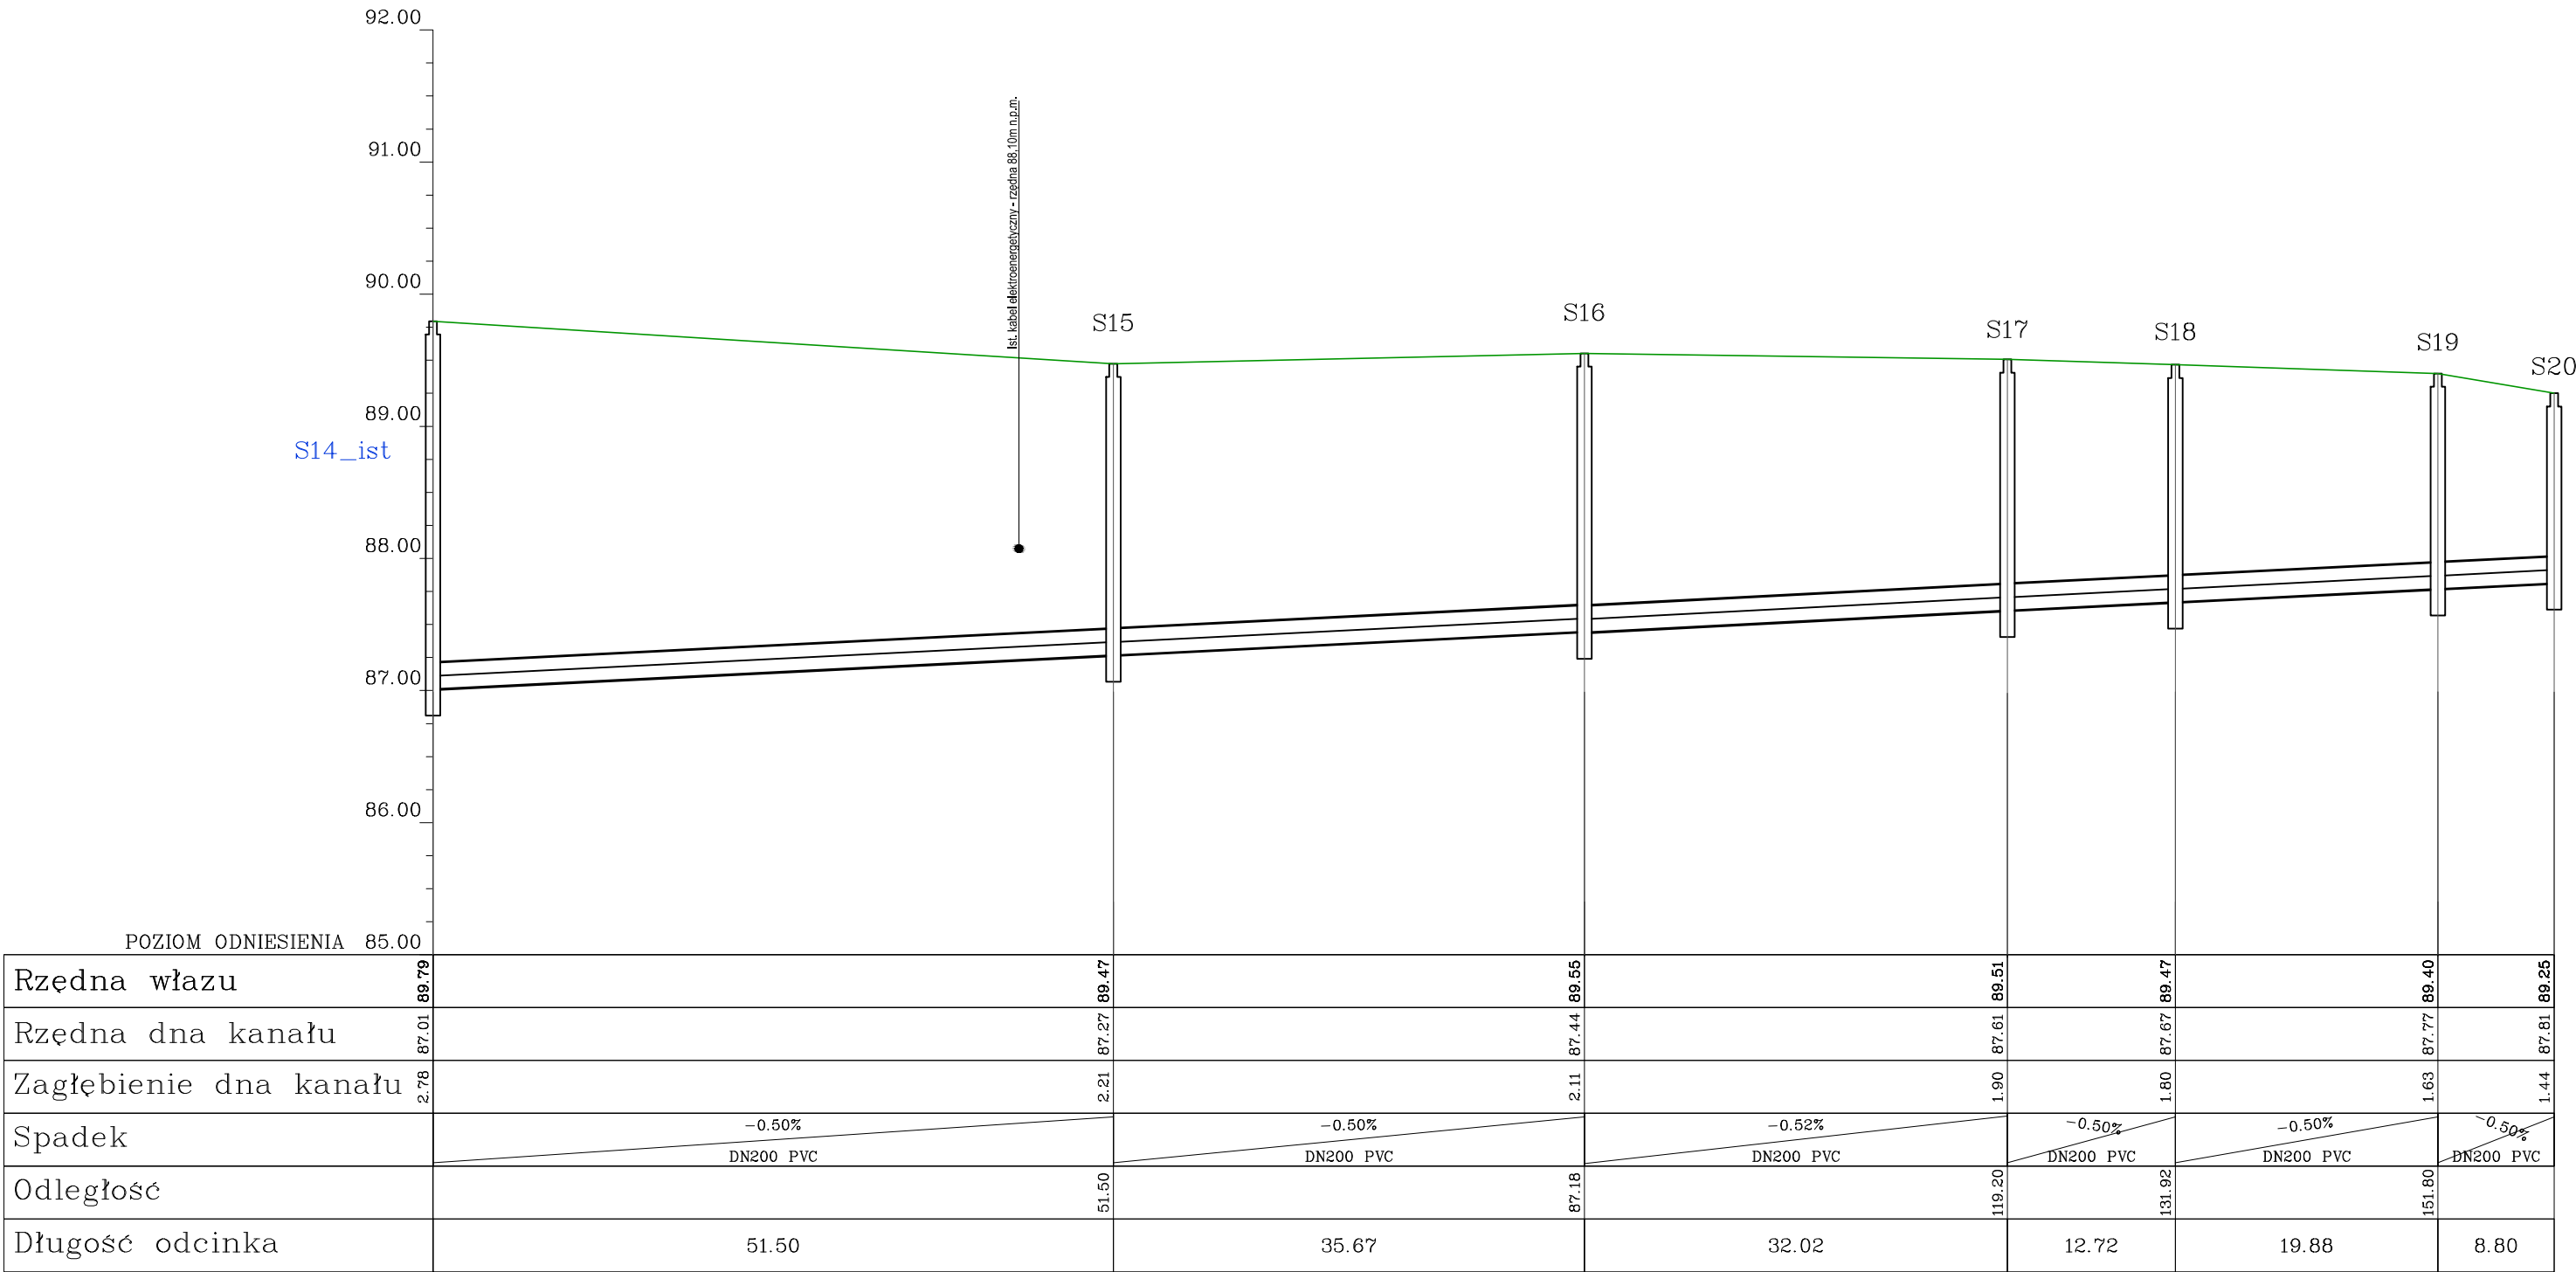 92.00
91.00
90.00
89.00
88.00
87.00
86.00
POZIOM ODNIESIENIA 85.00
S14_ist
Ist. kabel elektroenergetyczny - rzędna 88,10m n.p.m.
S15
S16
S17
S18
S19
S20
Rzędna włazu 89.79 89.47 89.55 89.51 89.47 89.40 89.25
Rzędna dna kanału 87.01 87.27 87.44 87.61 87.67 87.77 87.81
Zagłębienie dna kanału 2.78 2.21 2.11 1.90 1.80 1.63 1.44
Spadek -0.50% -0.50% -0.52% -0.50% -0.50% -0.50%
DN200 PVC DN200 PVC DN200 PVC DN200 PVC DN200 PVC DN200 PVC
Odległość 51.50 87.18 119.20 131.92 151.80
Długość odcinka 51.50 35.67 32.02 12.72 19.88 8.80